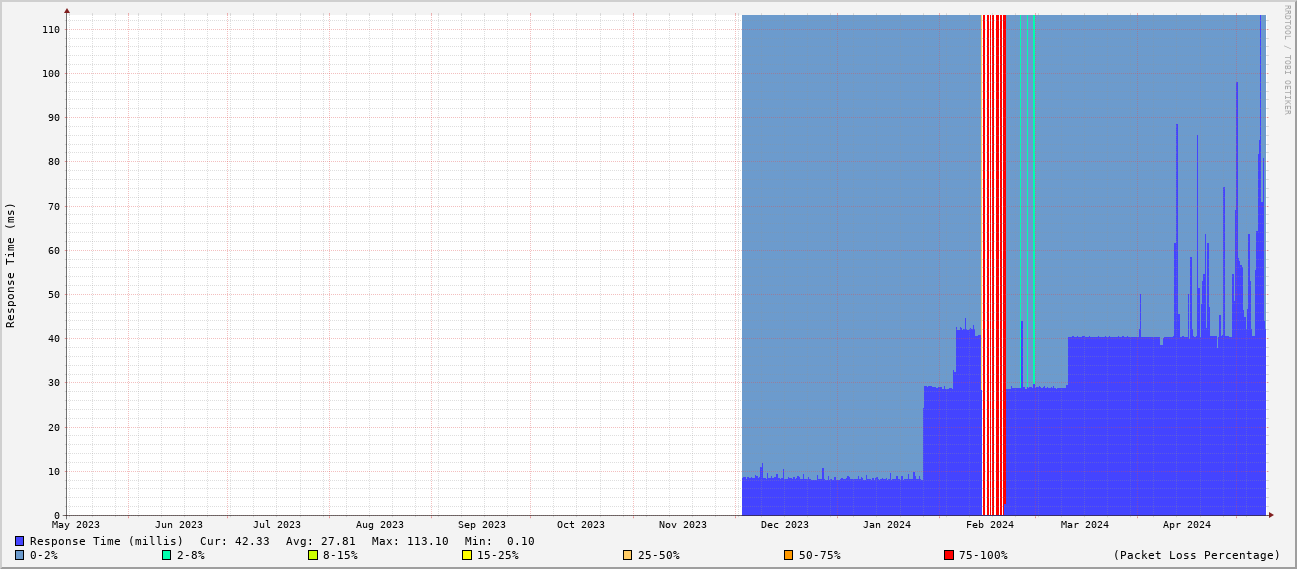 RRDTOOL / TOBI OETIKER
Response Time (ms)
110
100
90
80
70
60
50
40
30
20
10
0
May 2023 Jun 2023 Jul 2023 Aug 2023 Sep 2023 Oct 2023 Nov 2023 Dec 2023 Jan 2024 Feb 2024 Mar 2024 Apr 2024
Response Time (millis) Cur: 42.33 Avg: 27.81 Max: 113.10 Min: 0.10
0-2% 2-8% 8-15% 15-25% 25-50% 50-75% 75-100% (Packet Loss Percentage)